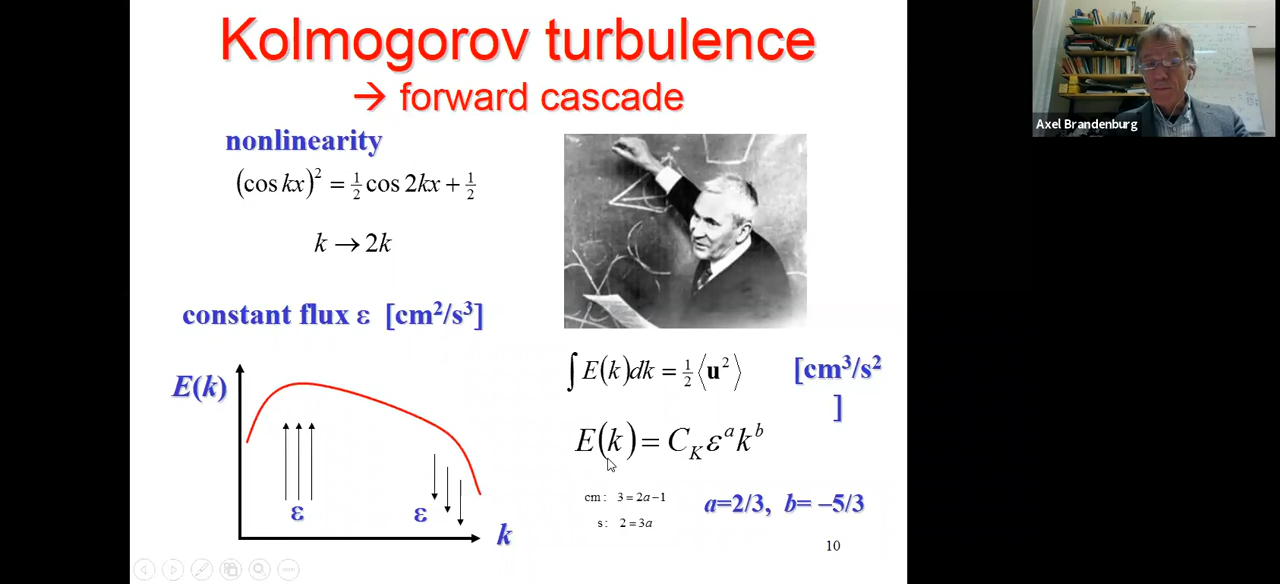 Kolmogorov turbulence
→ forward cascade
nonlinearity
(cos kx)² = ½ cos 2kx + ½
k → 2k
constant flux ε [cm²/s³]
E(k)
ε
ε
k
∫ E(k)dk = ½⟨u²⟩ [cm³/s²
]
E(k) = C_K ε^a k^b
cm: 3 = 2a − 1
s: 2 = 3a
a=2/3, b= −5/3
10
Axel Brandenburg